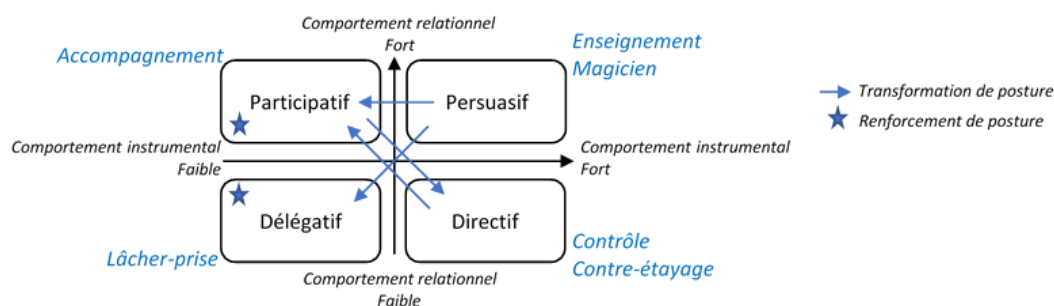 Comportement relationnel
Fort
Accompagnement
Enseignement
Magicien
Participatif
Persuasif
Transformation de posture
Renforcement de posture
Comportement instrumental
Faible
Comportement instrumental
Fort
Délégatif
Directif
Lâcher-prise
Contrôle
Contre-étayage
Comportement relationnel
Faible